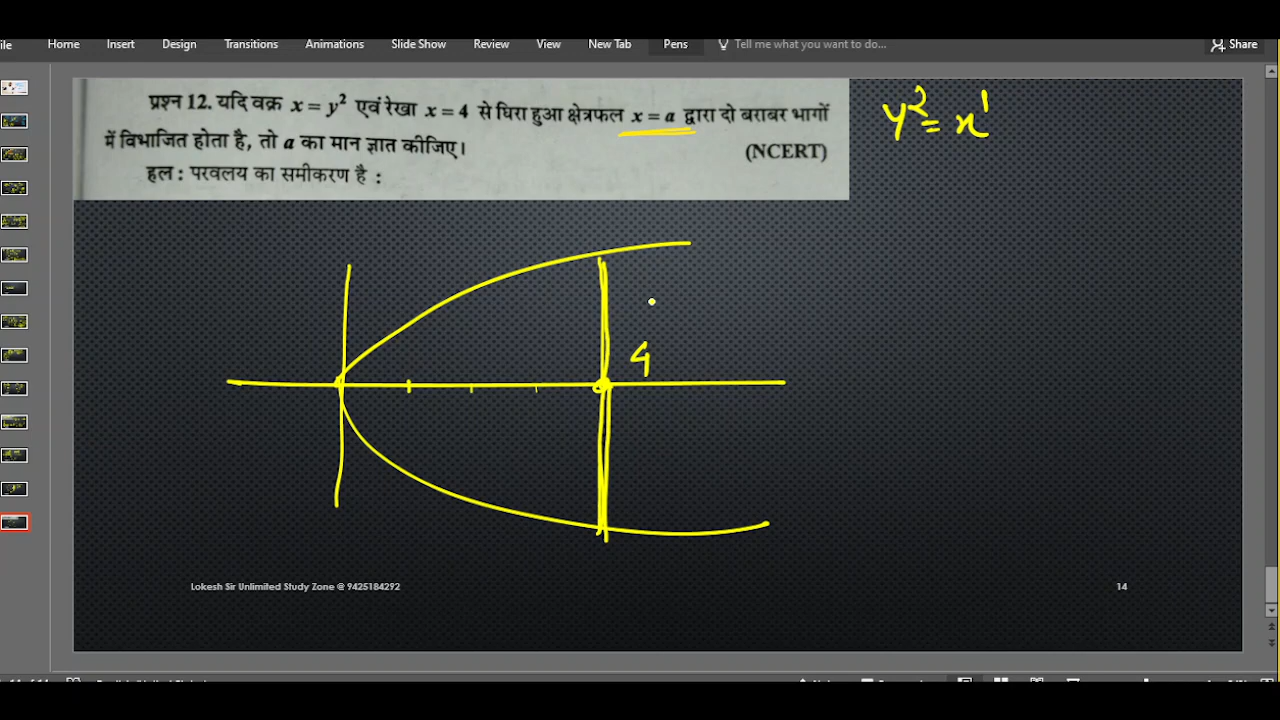 File Home Insert Design Transitions Animations Slide Show Review View New Tab Pens Tell me what you want to do... Share
प्रश्न 12. यदि वक्र x = y² एवं रेखा x = 4 से घिरा हुआ क्षेत्रफल x = a द्वारा दो बराबर भागों
में विभाजित होता है, तो a का मान ज्ञात कीजिए।
(NCERT)
हल : परवलय का समीकरण है :
y² = x¹
4
Lokesh Sir Unlimited Study Zone @ 9425184292
14